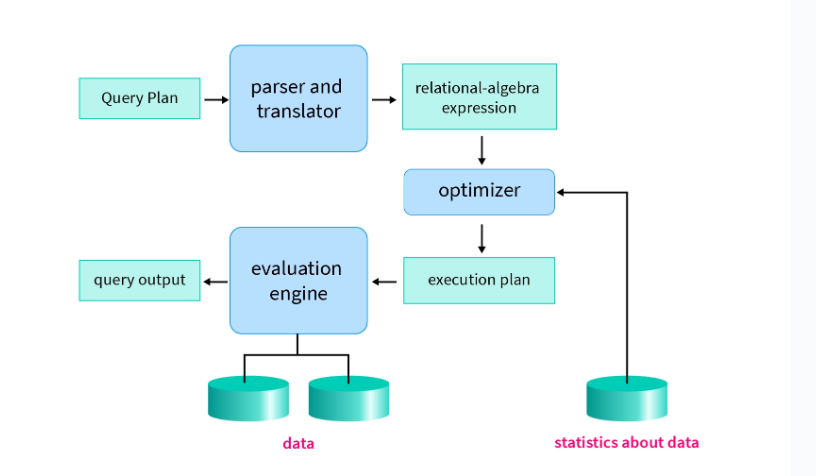 Query Plan
parser and
translator
relational-algebra
expression
optimizer
evaluation
engine
query output
execution plan
data
statistics about data